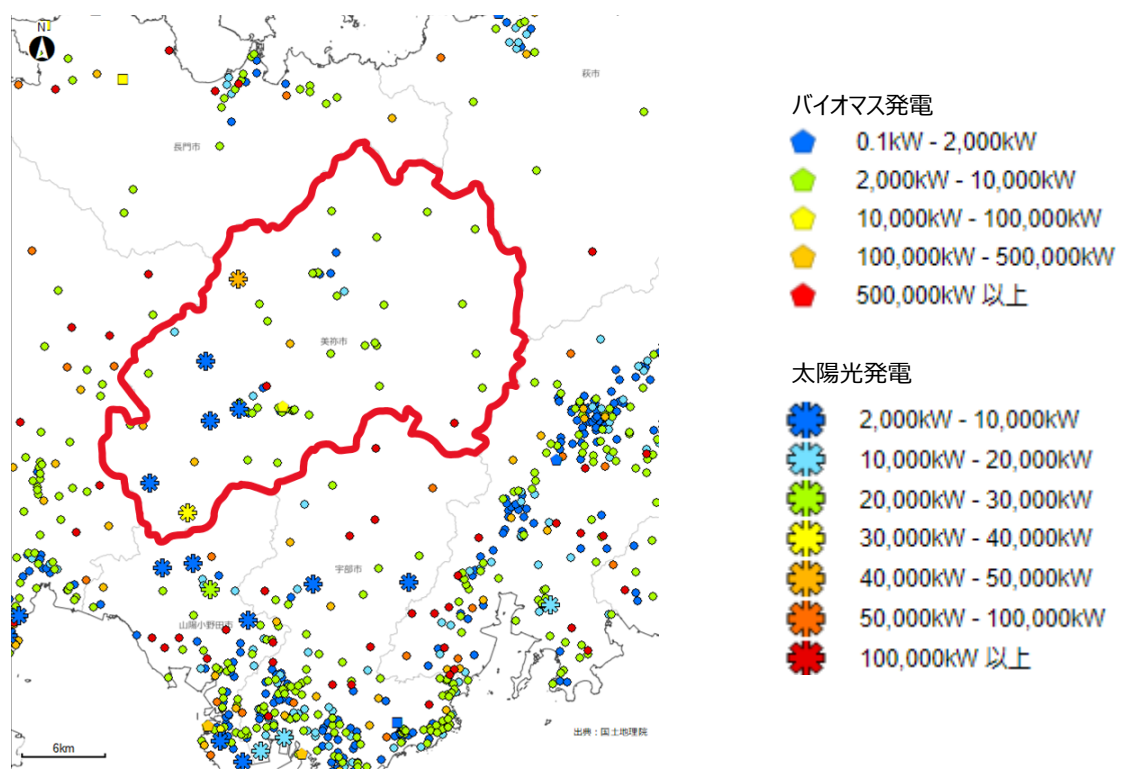 N
萩市
長門市
美祢市
宇部市
山陽小野田市
出典：国土地理院
6km
バイオマス発電
0.1kW - 2,000kW
2,000kW - 10,000kW
10,000kW - 100,000kW
100,000kW - 500,000kW
500,000kW 以上
太陽光発電
2,000kW - 10,000kW
10,000kW - 20,000kW
20,000kW - 30,000kW
30,000kW - 40,000kW
40,000kW - 50,000kW
50,000kW - 100,000kW
100,000kW 以上